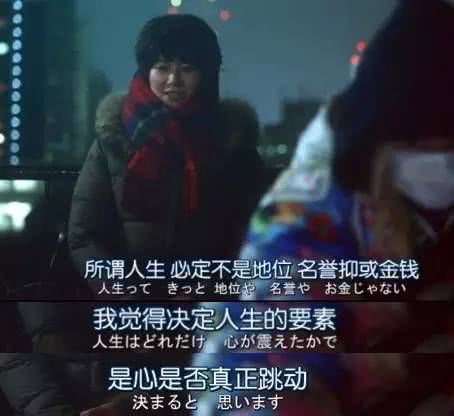 所谓人生 必定不是地位 名誉抑或金钱
人生って きっと 地位や 名誉や お金じゃない
我觉得决定人生的要素
人生はどれだけ 心が震えたかで
是心是否真正跳动
決まると 思います